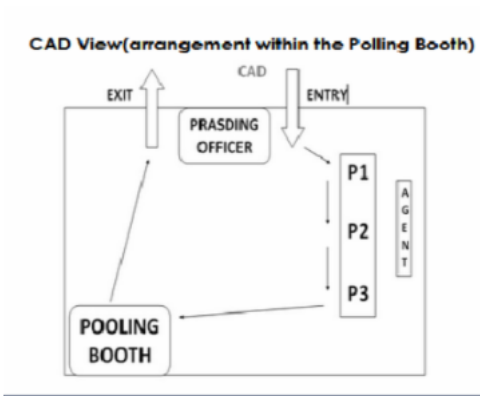 CAD View(arrangement within the Polling Booth)
CAD
EXIT
ENTRY
PRASDING
OFFICER
P1
P2
P3
A
G
E
N
T
POOLING
BOOTH